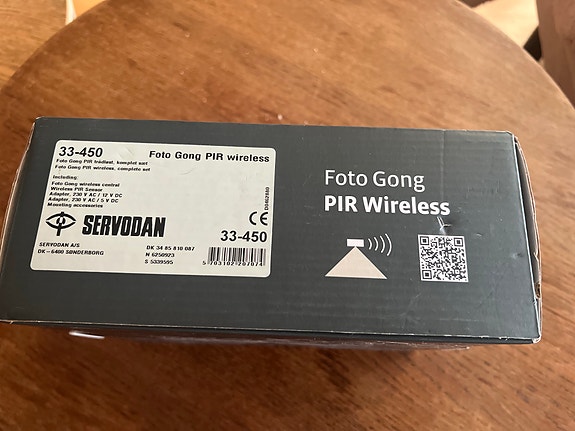 33-450 Foto Gong PIR wireless
Foto Gong PIR trådløst, komplet sæt
Foto Gong PIR wireless, complete set
Including:
Foto Gong wireless central
Wireless PIR Sensor
Adapter, 230 V AC / 12 V DC
Adapter, 230 V AC / 5 V DC
Mounting accessories
CE
SERVODAN
33-450
SERVODAN A/S
DK-6400 SØNDERBORG
DK 34 85 810 087
N 6250923
S 5339595
5 703102 207074
Foto Gong
PIR Wireless